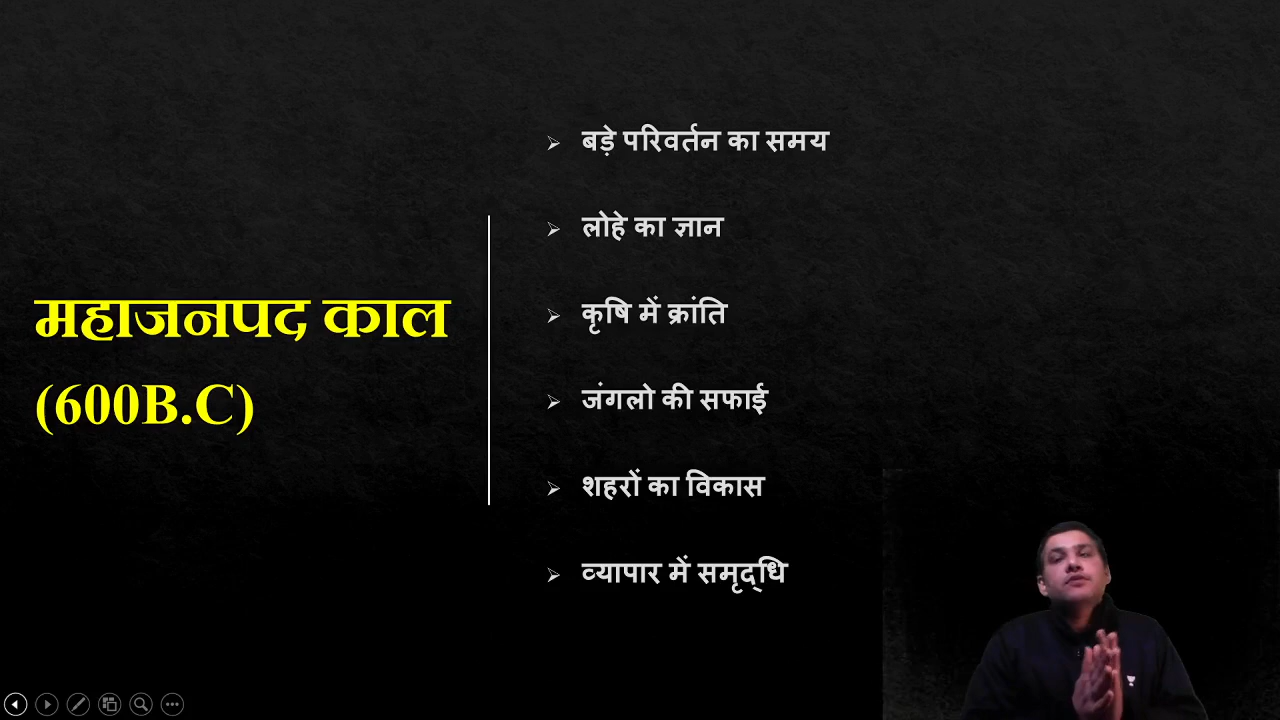 महाजनपद काल
(600B.C)
बड़े परिवर्तन का समय
लोहे का ज्ञान
कृषि में क्रांति
जंगलो की सफाई
शहरों का विकास
व्यापार में समृद्धि